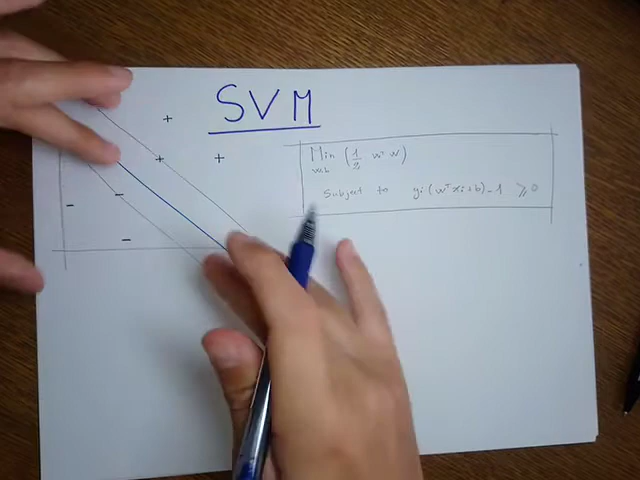 SVM
Min (1/2 wᵀw)
w,b
Subject to yi(wᵀxi+b)-1 ≥0
+
+ +
-
-
-